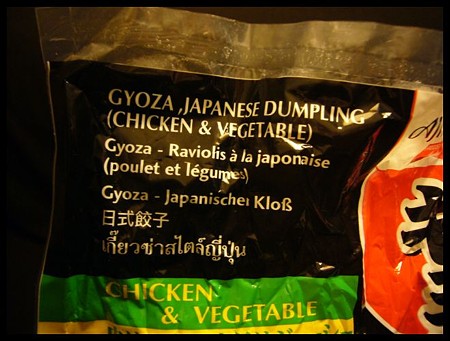 GYOZA ,JAPANESE DUMPLING
(CHICKEN & VEGETABLE)
Gyoza - Raviolis à la japonaise
(poulet et légumes)
Gyoza - Japanischer Kloß
日式餃子
เกี๊ยวซ่าสไตล์ญี่ปุ่น
CHICKEN
& VEGETABLE